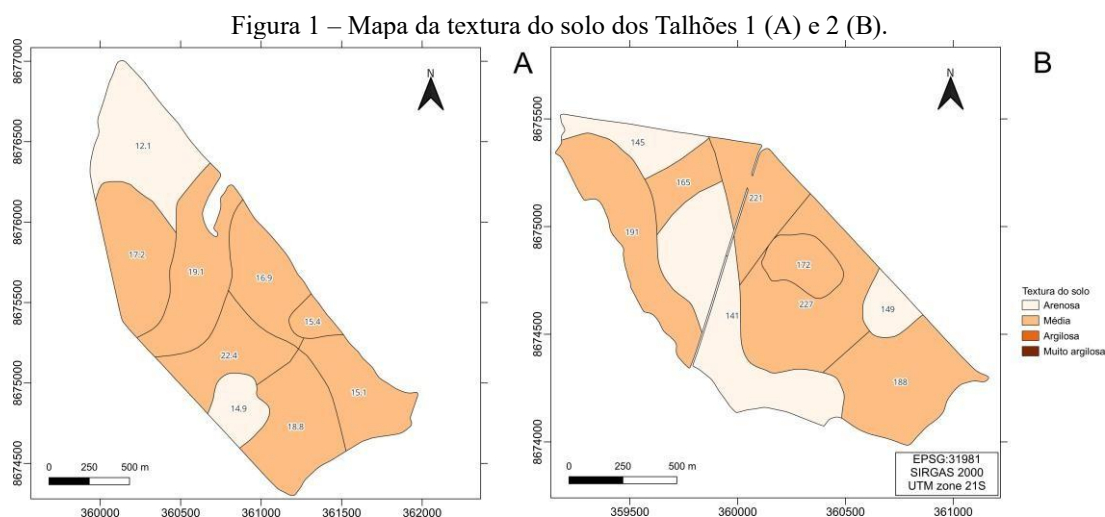 Figura 1 – Mapa da textura do solo dos Talhões 1 (A) e 2 (B).
A
N
8677000
8676500
8676000
8675500
8675000
8674500
12.1
17.2
19.1
16.9
15.4
22.4
14.9
18.8
15.1
0 250 500 m
360000 360500 361000 361500 362000
B
N
8675500
8675000
8674500
8674000
145
165
221
191
172
227
149
141
188
0 250 500 m
359500 360000 360500 361000
EPSG:31981
SIRGAS 2000
UTM zone 21S
Textura do solo
Arenosa
Média
Argilosa
Muito argilosa